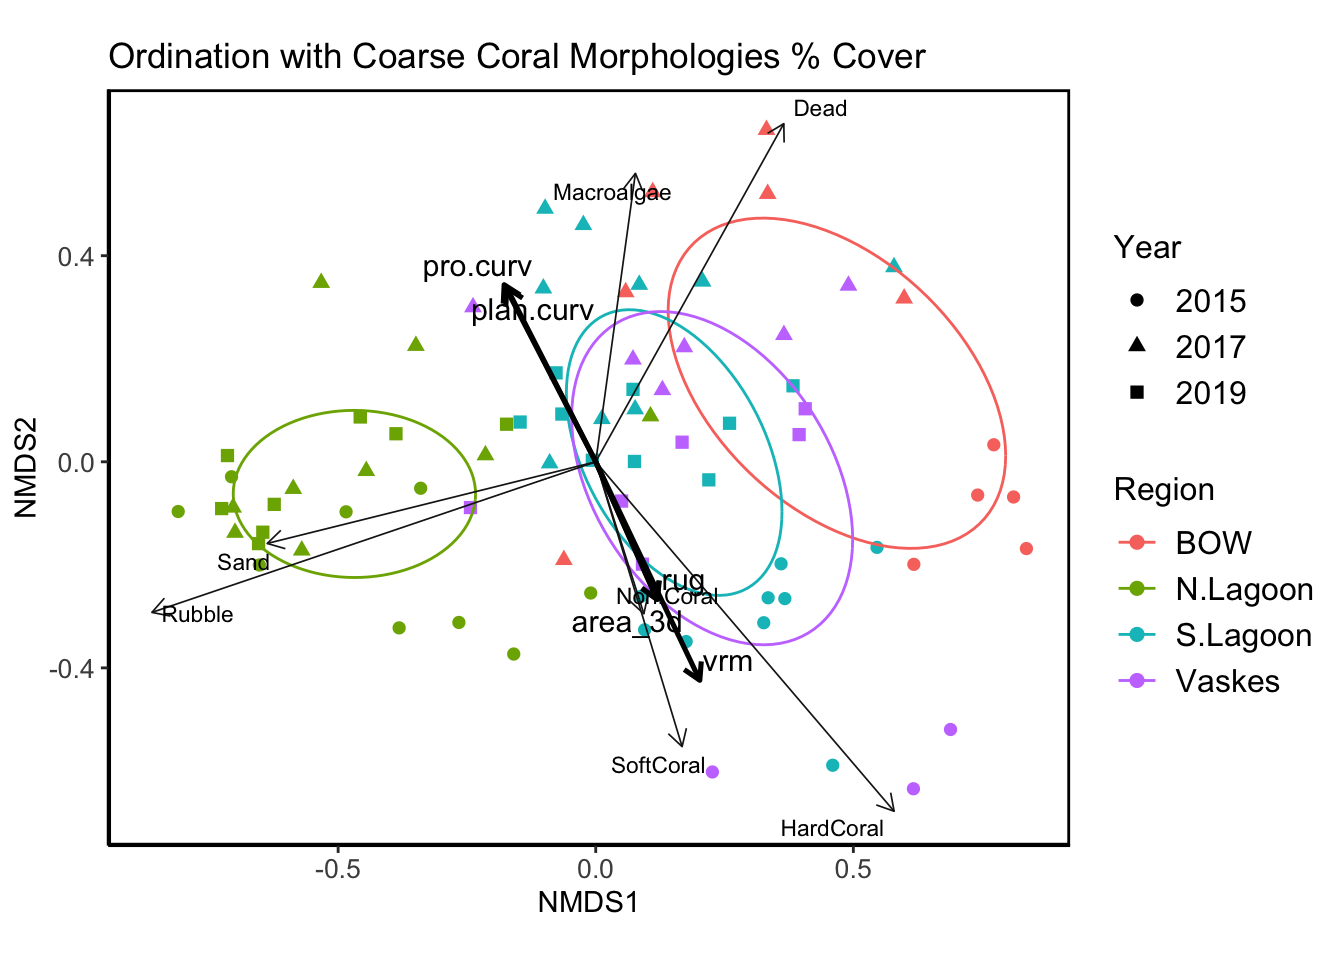 Ordination with Coarse Coral Morphologies % Cover
Dead
Macroalgae
pro.curv
plan.curv
Sand
Rubble
rug
Non.Coral
area_3d
vrm
SoftCoral
HardCoral
0.4
0.0
-0.4
NMDS2
-0.5
0.0
0.5
NMDS1
Year
2015
2017
2019
Region
BOW
N.Lagoon
S.Lagoon
Vaskes